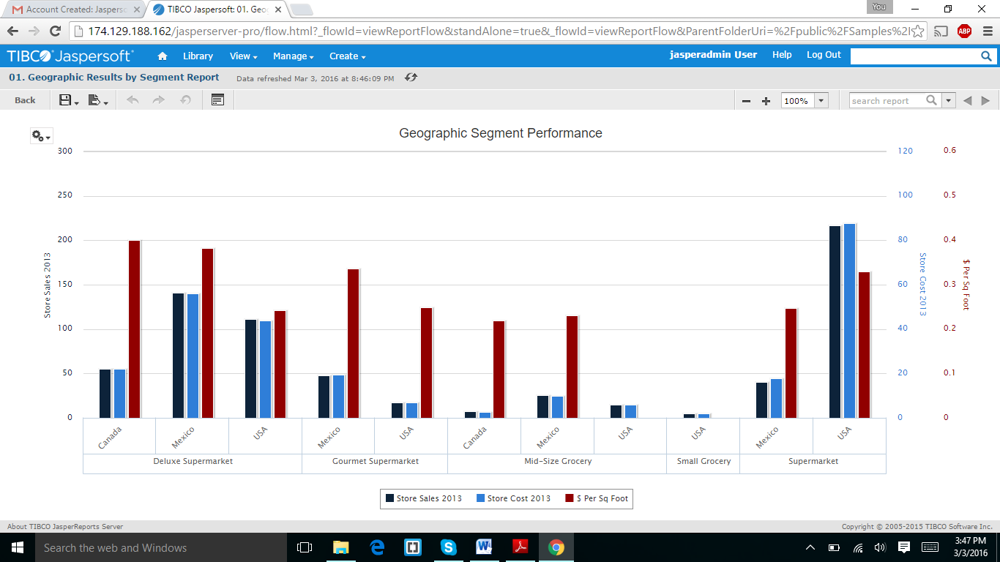 Account Created: Jasperso
TIBCO Jaspersoft: 01. Geo
You
174.129.188.162/jasperserver-pro/flow.html?_flowId=viewReportFlow&standAlone=true&_flowId=viewReportFlow&ParentFolderUri=%2Fpublic%2FSamples%2
ABP
TIBCO Jaspersoft® Library View Manage Create jasperadmin User Help Log Out
01. Geographic Results by Segment Report Data refreshed Mar 3, 2016 at 8:46:09 PM
Back 100% search report
Geographic Segment Performance
300 120 0.6
250 100 0.5
200 80 0.4
150 60 0.3
100 40 0.2
50 20 0.1
0 0 0
Store Sales 2013
Store Cost 2013
$ Per Sq Foot
Canada Mexico USA Mexico USA Canada Mexico USA USA Mexico USA
Deluxe Supermarket Gourmet Supermarket Mid-Size Grocery Small Grocery Supermarket
Store Sales 2013 Store Cost 2013 $ Per Sq Foot
About TIBCO JasperReports Server Copyright © 2005-2015 TIBCO Software Inc.
Search the web and Windows
3:47 PM
3/3/2016